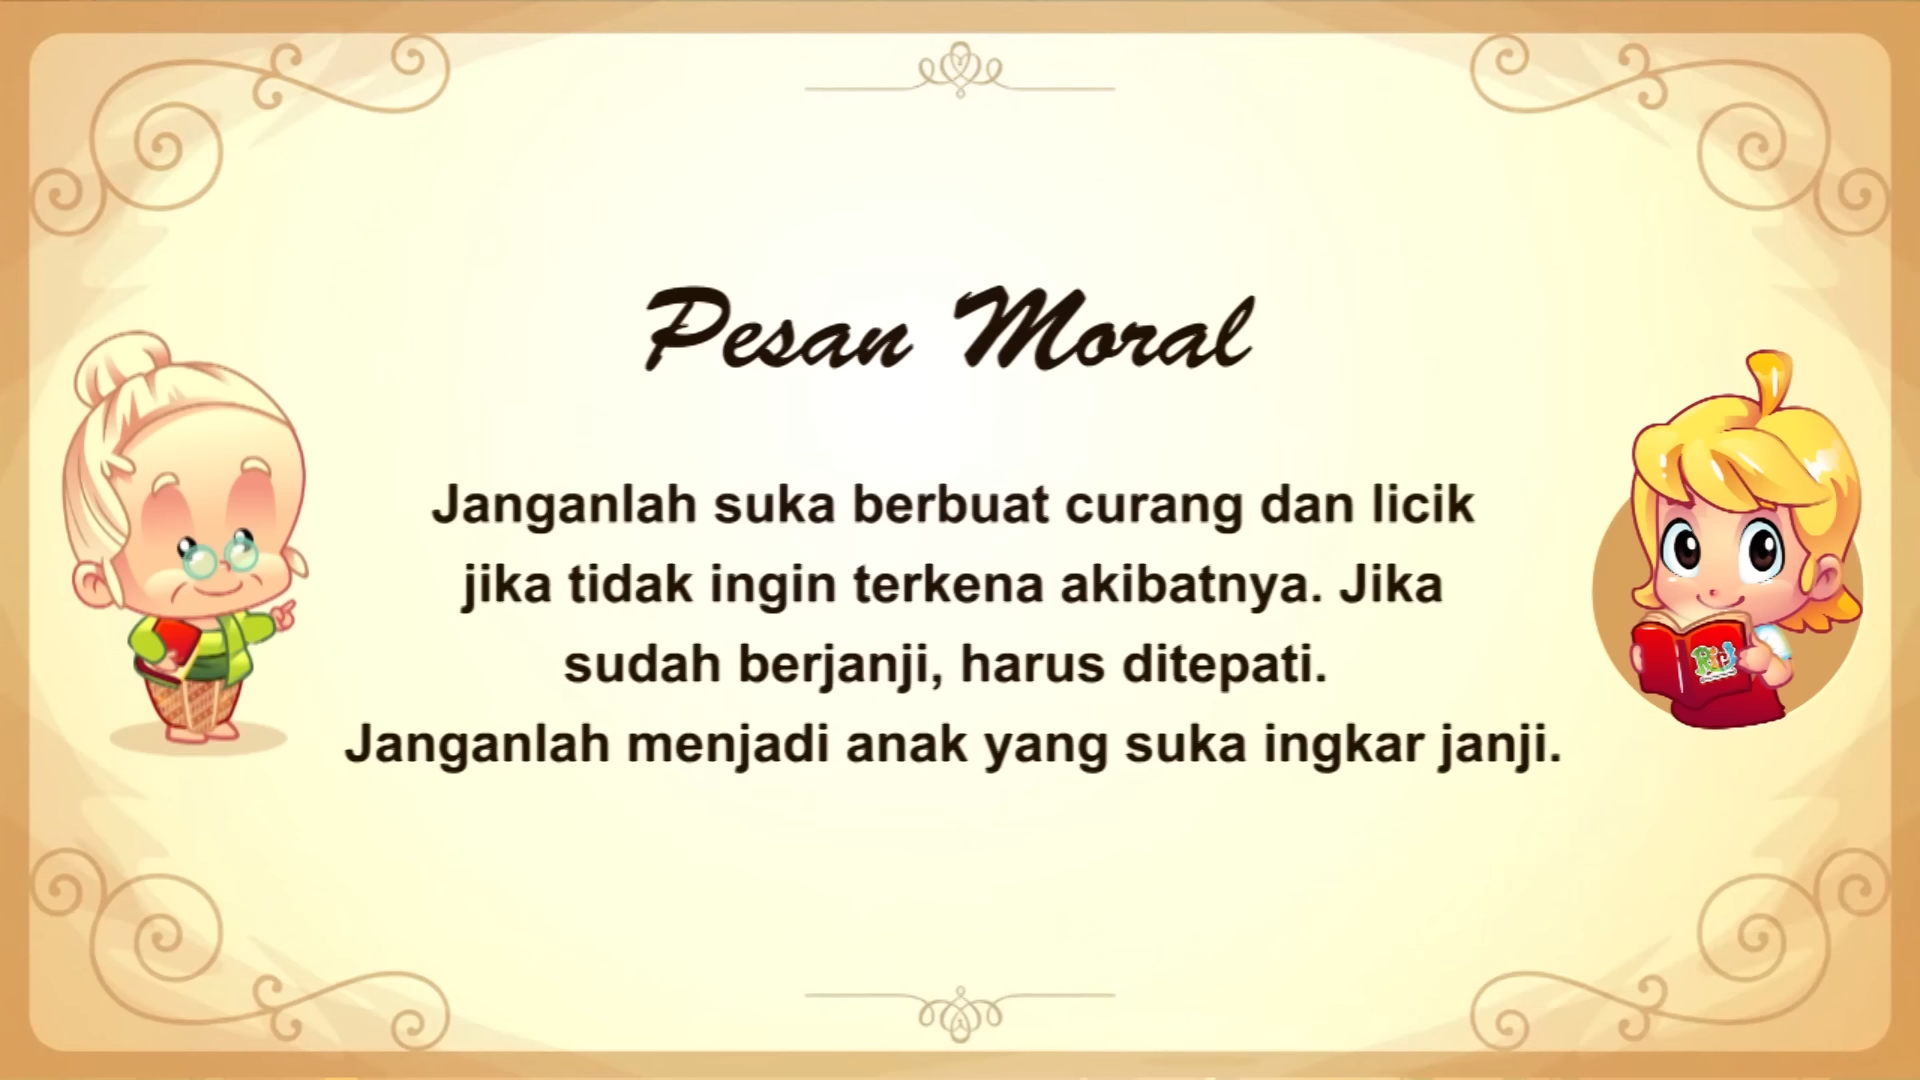 Pesan Moral
Janganlah suka berbuat curang dan licik
jika tidak ingin terkena akibatnya. Jika
sudah berjanji, harus ditepati.
Janganlah menjadi anak yang suka ingkar janji.